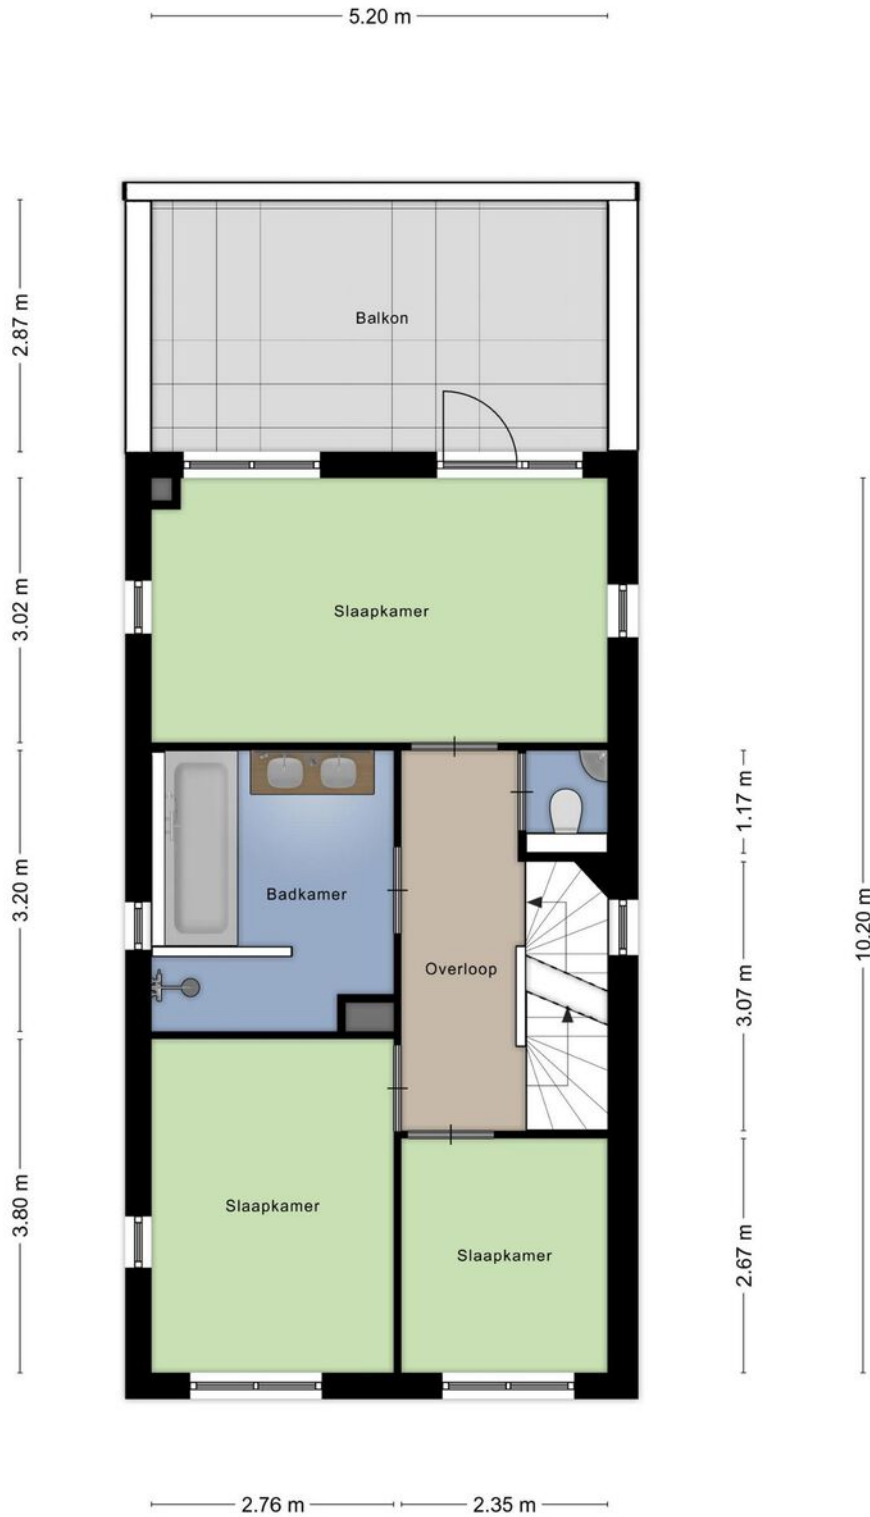 5.20 m
2.87 m
Balkon
3.02 m
Slaapkamer
3.20 m
Badkamer
Overloop
1.17 m
10.20 m
3.07 m
3.80 m
Slaapkamer
Slaapkamer
2.67 m
2.76 m
2.35 m